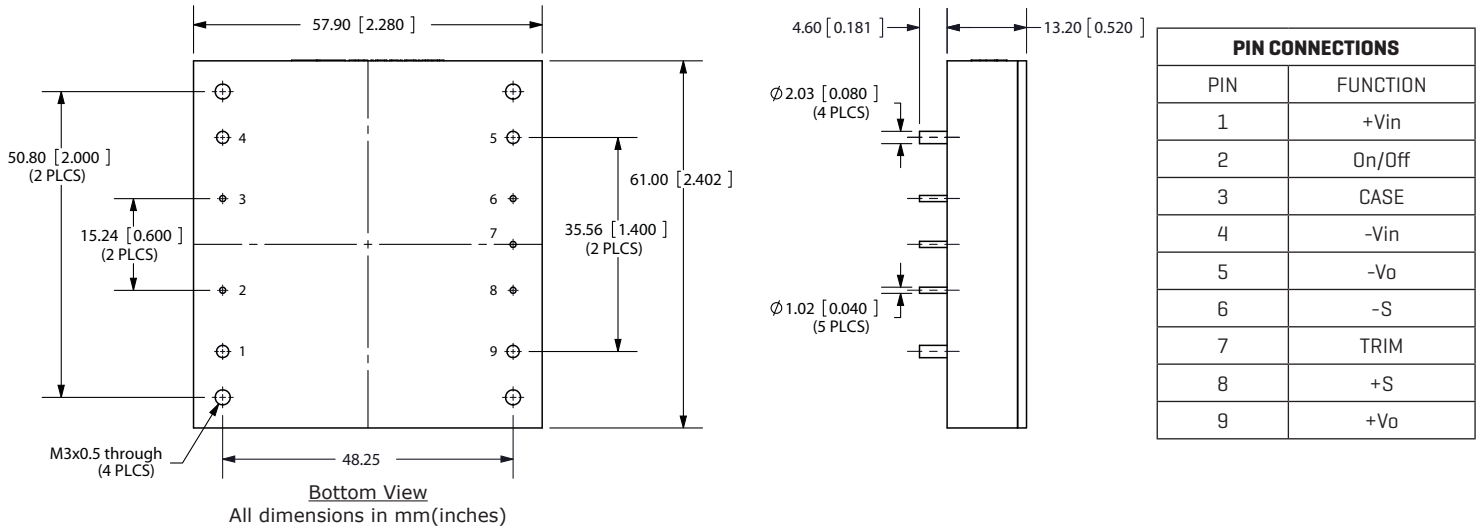 57.90 [2.280 ]
4
5
3
6
7
2
8
1
9
50.80 [2.000 ]
(2 PLCS)
15.24 [0.600 ]
(2 PLCS)
61.00 [2.402 ]
35.56 [1.400 ]
(2 PLCS)
M3x0.5 through
(4 PLCS)
48.25
Bottom View
All dimensions in mm(inches)
4.60 [0.181 ]
13.20 [0.520 ]
Ø2.03 [0.080 ]
(4 PLCS)
Ø1.02 [0.040 ]
(5 PLCS)
PIN CONNECTIONS
PIN FUNCTION
1 +Vin
2 On/Off
3 CASE
4 -Vin
5 -Vo
6 -S
7 TRIM
8 +S
9 +Vo